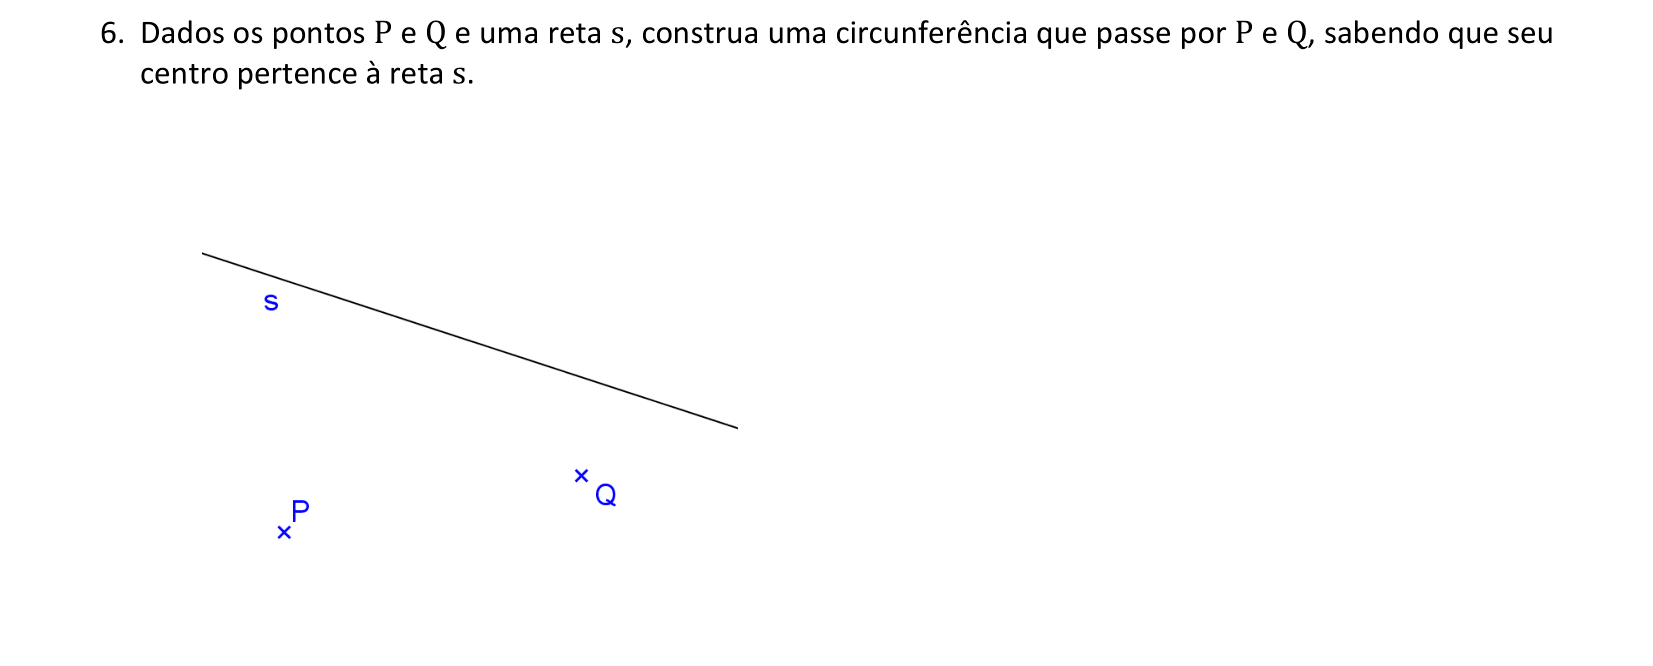 6. Dados os pontos P e Q e uma reta s, construa uma circunferência que passe por P e Q, sabendo que seu
centro pertence à reta s.
s
Q
P